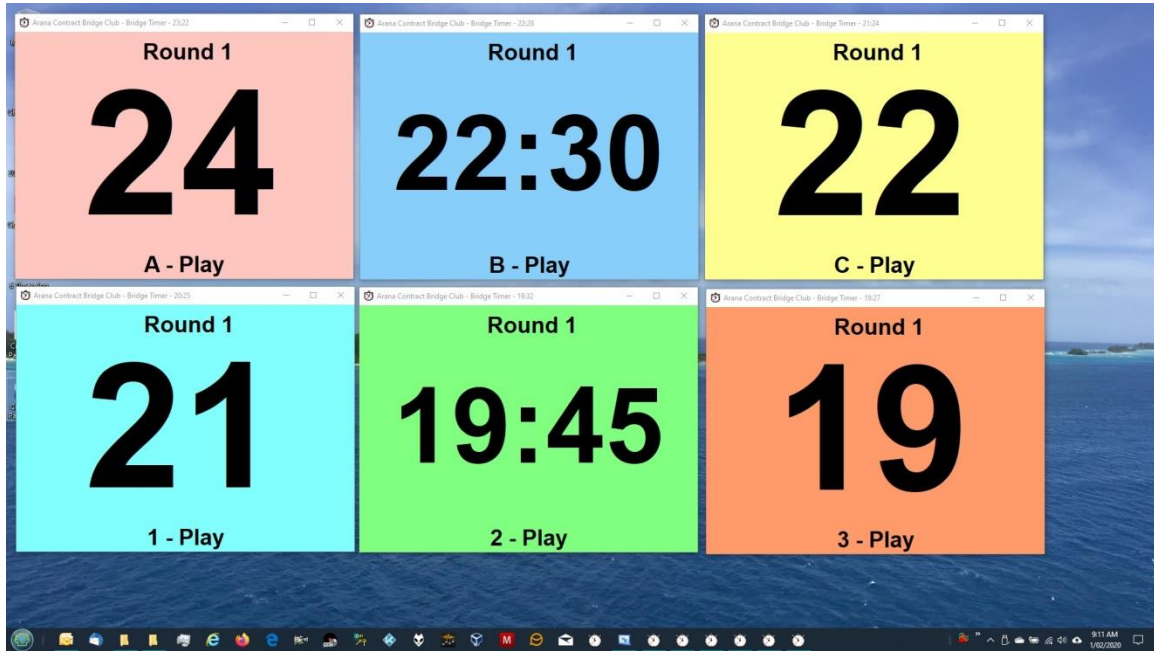 Arana Contract Bridge Club - Bridge Timer - 23:22
Round 1
24
A - Play
Arana Contract Bridge Club - Bridge Timer - 22:28
Round 1
22:30
B - Play
Arana Contract Bridge Club - Bridge Timer - 21:24
Round 1
22
C - Play
Arana Contract Bridge Club - Bridge Timer - 20:25
Round 1
21
1 - Play
Arana Contract Bridge Club - Bridge Timer - 19:32
Round 1
19:45
2 - Play
Arana Contract Bridge Club - Bridge Timer - 18:27
Round 1
19
3 - Play
9:11 AM
1/02/2020